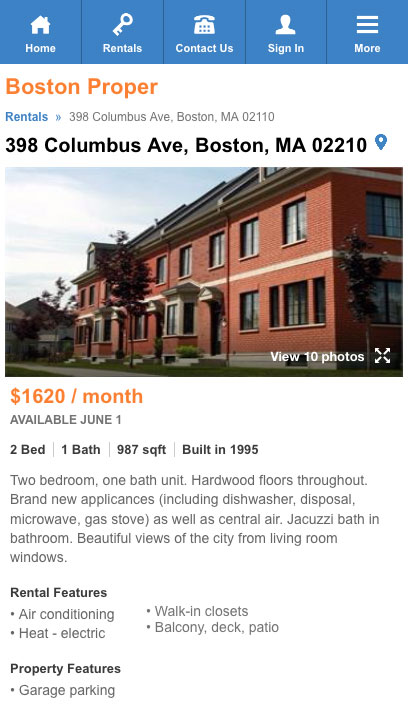 Home Rentals Contact Us Sign In More
Boston Proper
Rentals » 398 Columbus Ave, Boston, MA 02110
398 Columbus Ave, Boston, MA 02210
View 10 photos
$1620 / month
AVAILABLE JUNE 1
2 Bed 1 Bath 987 sqft Built in 1995
Two bedroom, one bath unit. Hardwood floors throughout.
Brand new applicances (including dishwasher, disposal,
microwave, gas stove) as well as central air. Jacuzzi bath in
bathroom. Beautiful views of the city from living room
windows.
Rental Features
• Air conditioning
• Heat - electric
• Walk-in closets
• Balcony, deck, patio
Property Features
• Garage parking